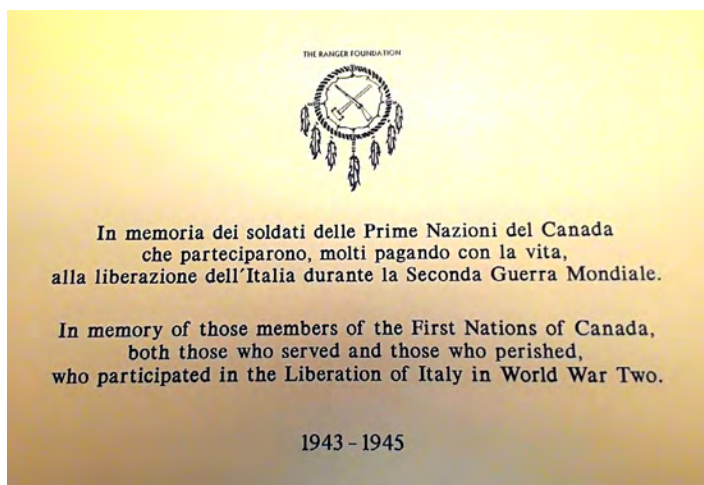 THE RANGER FOUNDATION
In memoria dei soldati delle Prime Nazioni del Canada
che parteciparono, molti pagando con la vita,
alla liberazione dell'Italia durante la Seconda Guerra Mondiale.
In memory of those members of the First Nations of Canada,
both those who served and those who perished,
who participated in the Liberation of Italy in World War Two.
1943 - 1945